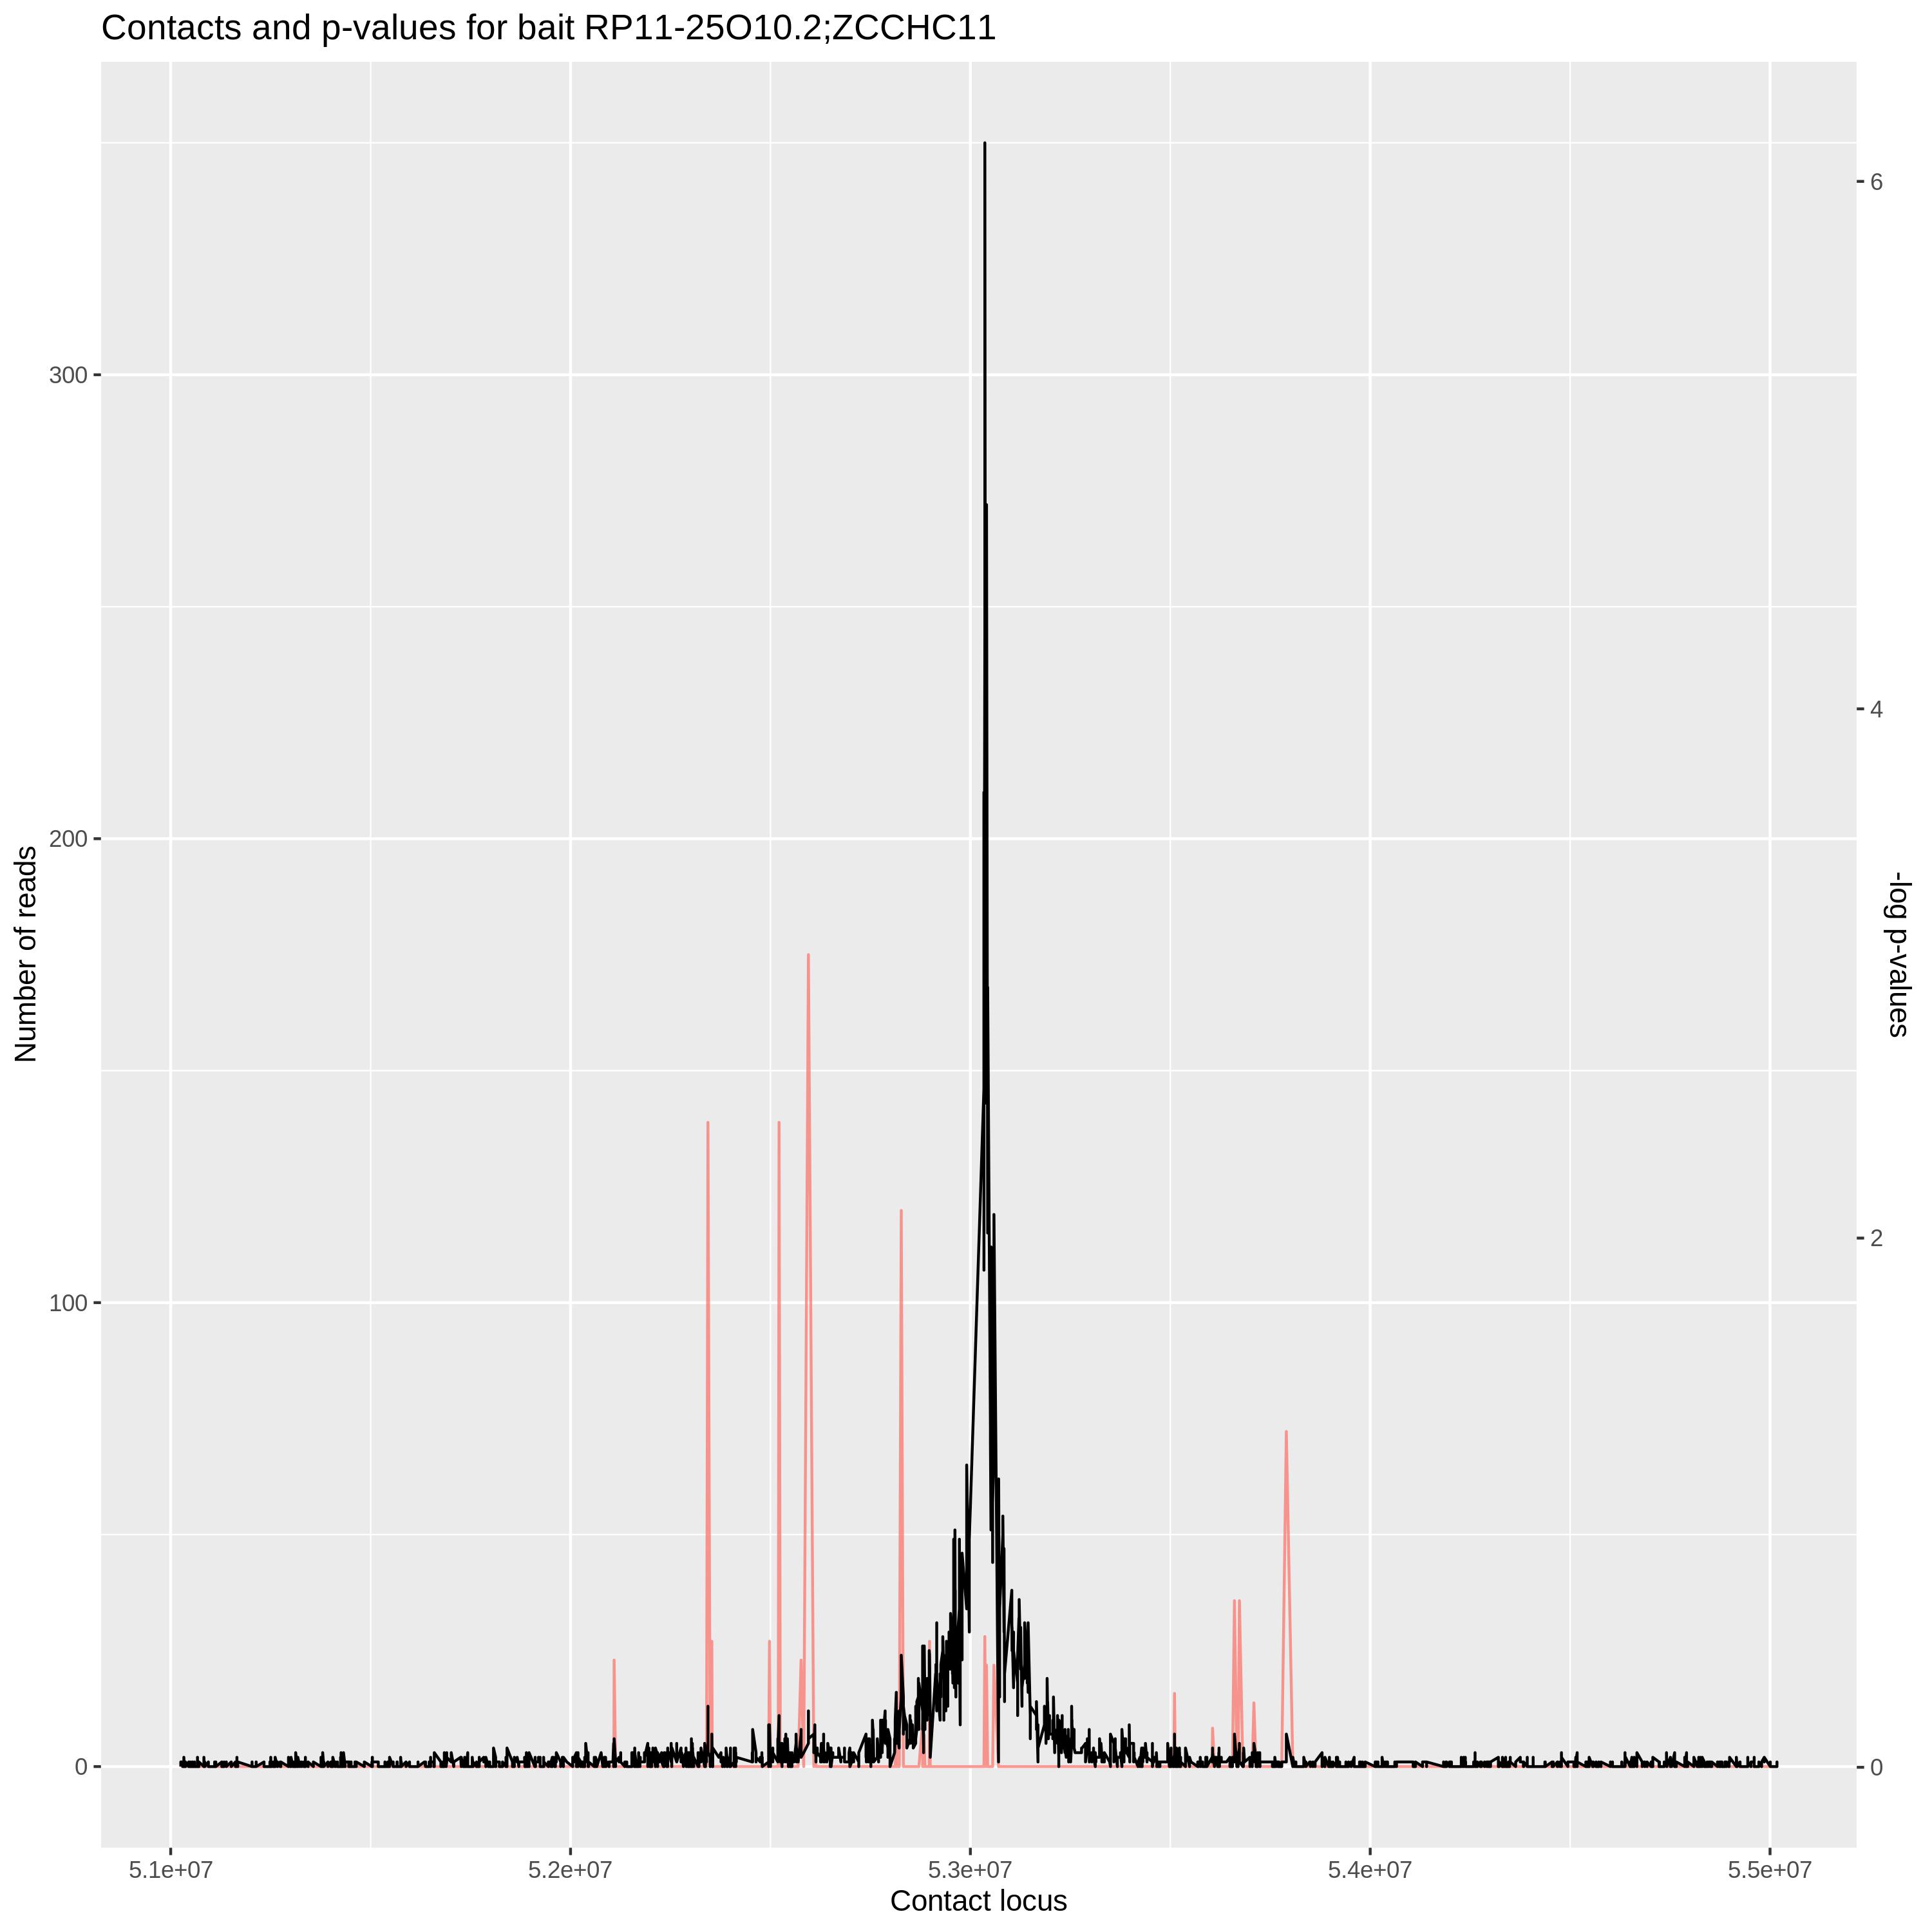 Contacts and p-values for bait RP11-25O10.2;ZCCHC11
Number of reads
300
200
100
0
6
4
2
0
-log p-values
5.1e+07
5.2e+07
5.3e+07
5.4e+07
5.5e+07
Contact locus